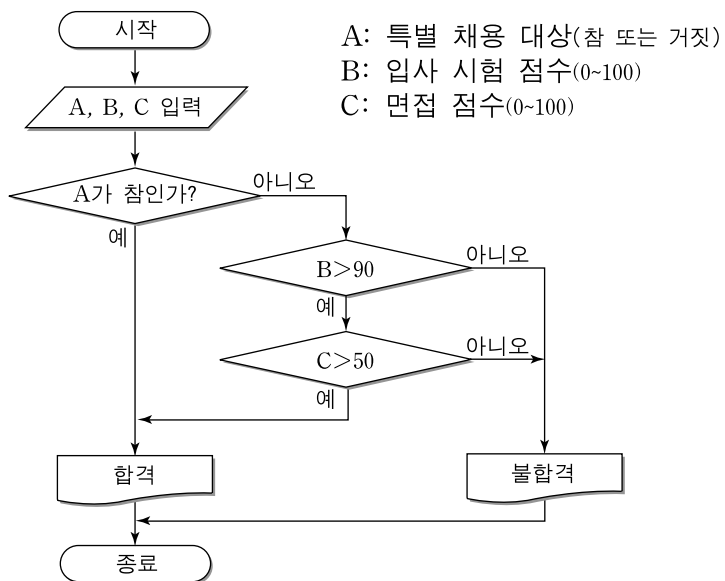 시작
A: 특별 채용 대상(참 또는 거짓)
B: 입사 시험 점수(0~100)
C: 면접 점수(0~100)
A, B, C 입력
A가 참인가?
아니오
예
B>90
아니오
예
C>50
아니오
예
합격
불합격
종료